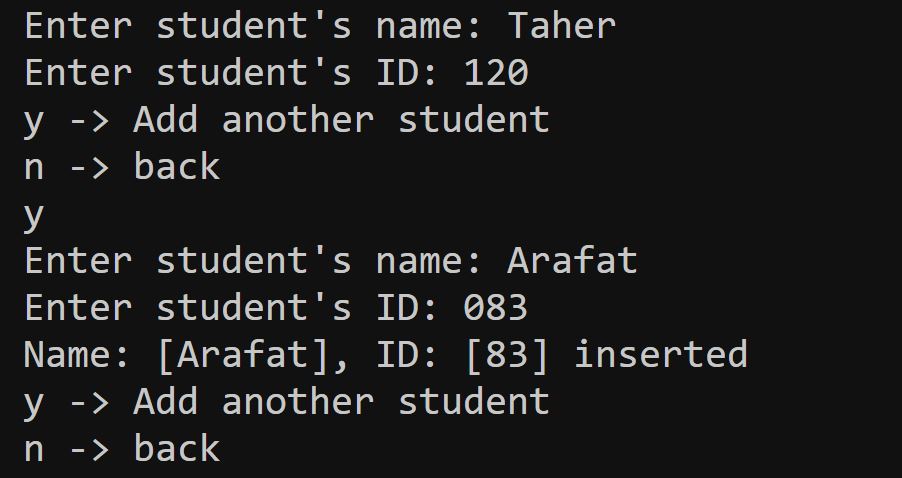 Enter student's name: Taher
Enter student's ID: 120
y -> Add another student
n -> back
y
Enter student's name: Arafat
Enter student's ID: 083
Name: [Arafat], ID: [83] inserted
y -> Add another student
n -> back